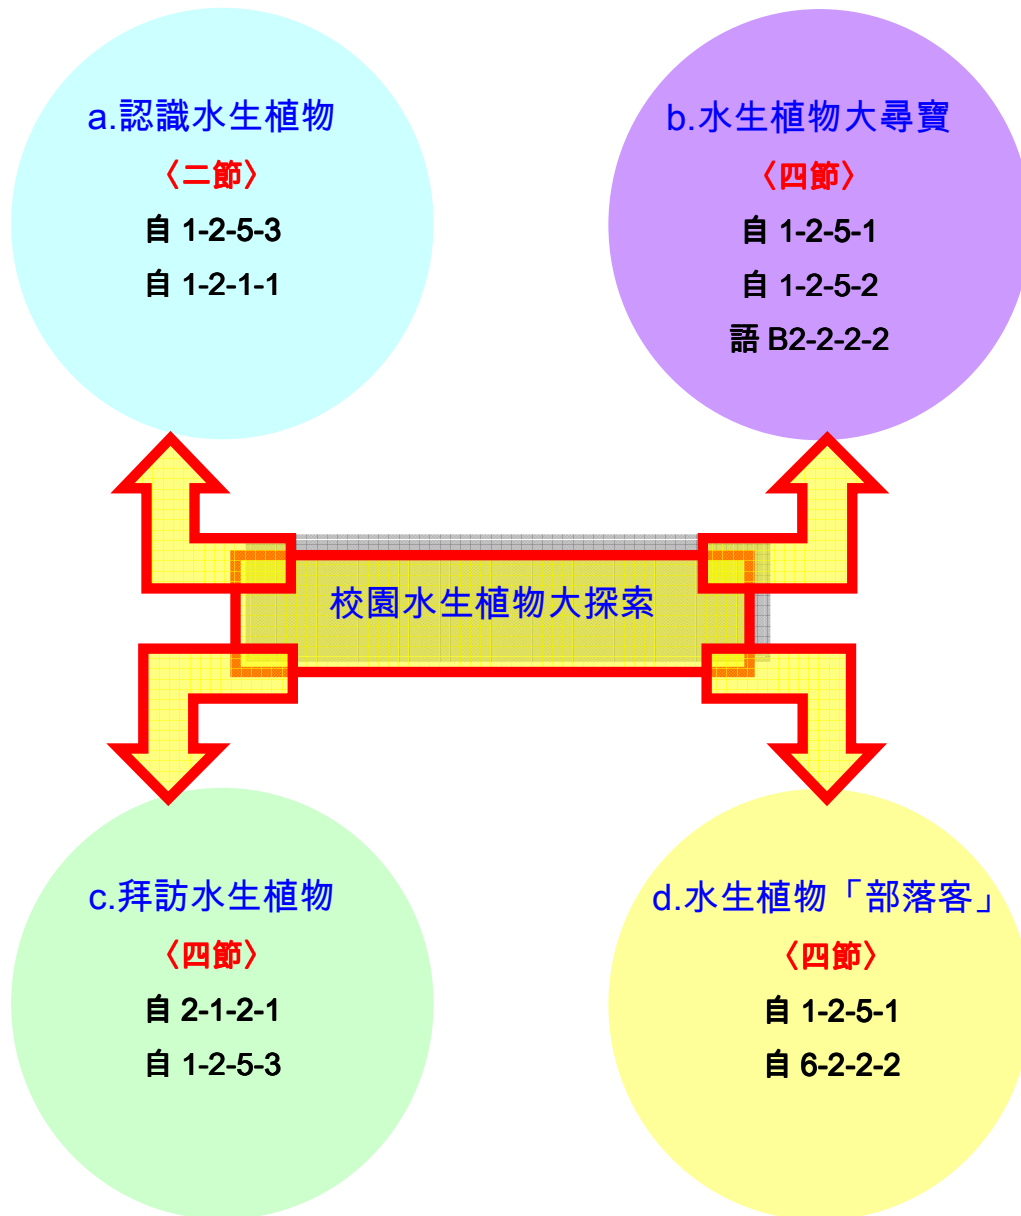 a.認識水生植物
〈二節〉
自 1-2-5-3
自 1-2-1-1
b.水生植物大尋寶
〈四節〉
自 1-2-5-1
自 1-2-5-2
語 B2-2-2-2
校園水生植物大探索
c.拜訪水生植物
〈四節〉
自 2-1-2-1
自 1-2-5-3
d.水生植物「部落客」
〈四節〉
自 1-2-5-1
自 6-2-2-2